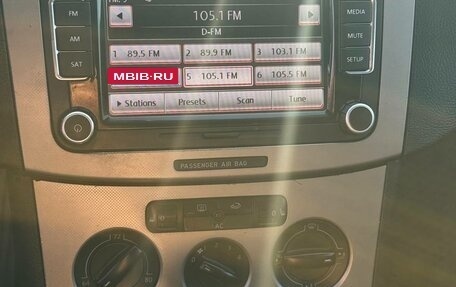 105.1 FM
D-FM
FM
AM
SAT
MEDIA
MUTE
SETUP
1 89.5 FM 2 89.9 FM 3 103.1 FM
MBIB·RU 5 105.1 FM 6 105.5 FM
Stations Presets Scan Tune
PASSENGER AIR BAG
AC
72
80